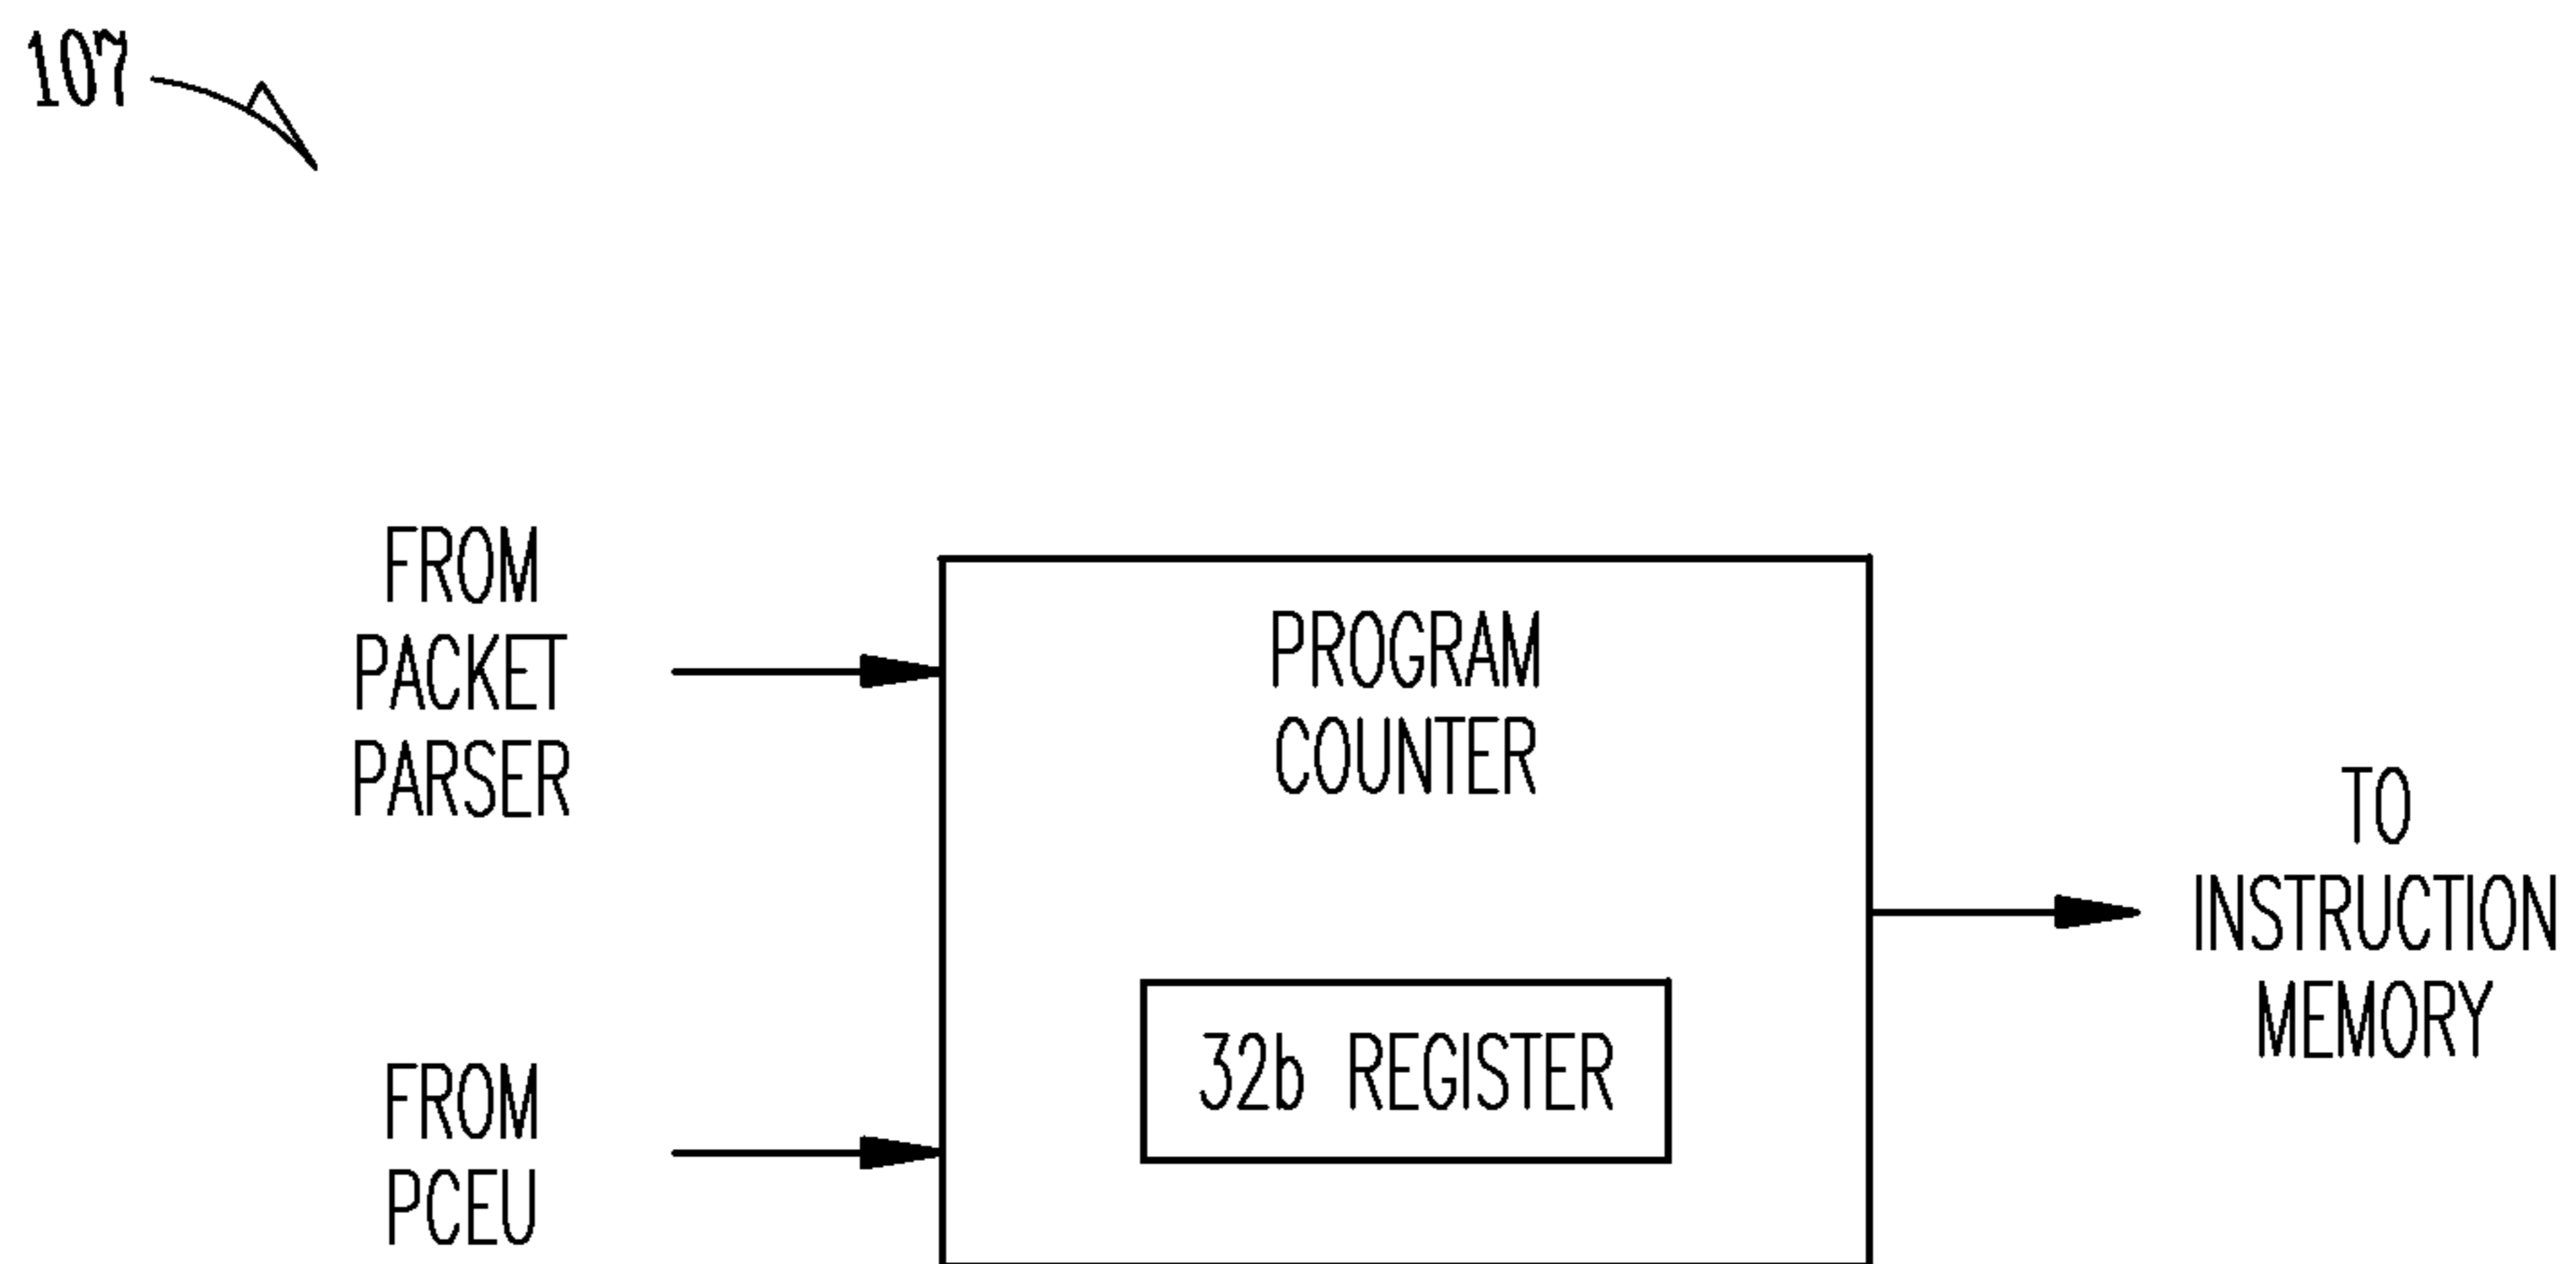 107
FROM
PACKET
PARSER
PROGRAM
COUNTER
TO
INSTRUCTION
MEMORY
32b REGISTER
FROM
PCEU